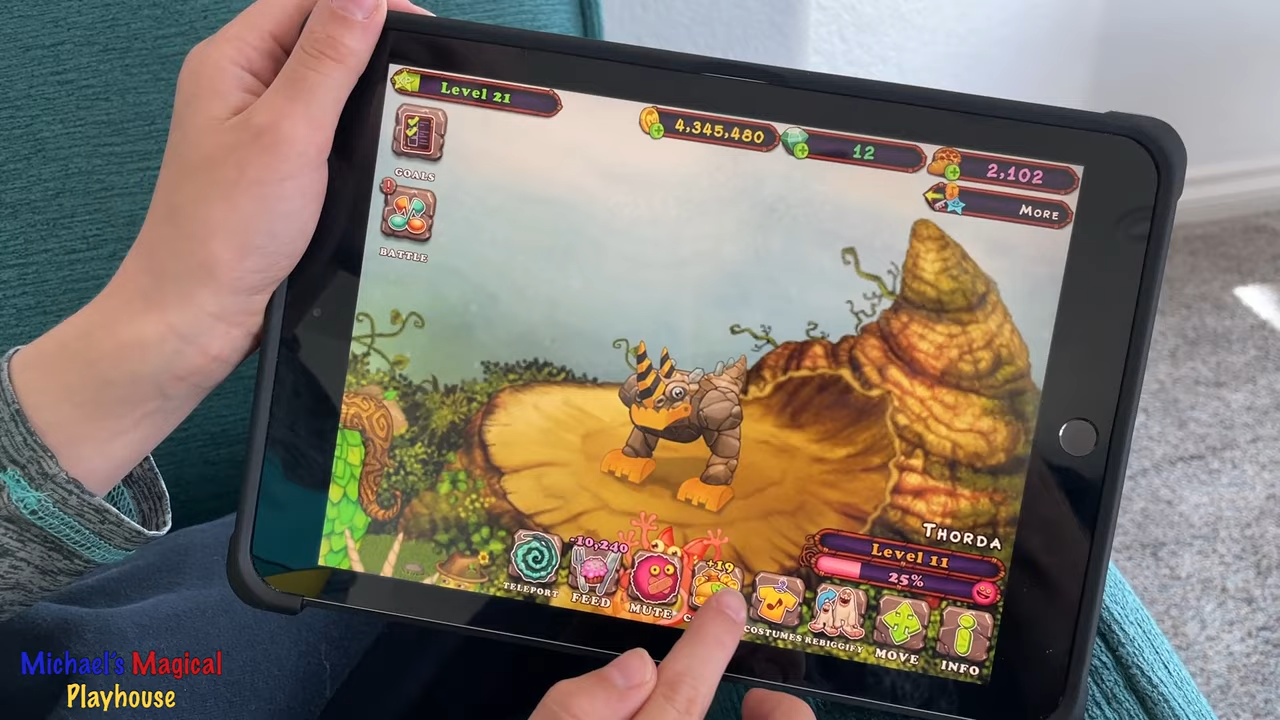 Level 21
4,345,480
12
2,102
MORE
GOALS
!
BATTLE
THORDA
Level 11
25%
-10,240
+19
TELEPORT
FEED
MUTE
COSTUMES
REBIGGIFY
MOVE
INFO
Michael's Magical
Playhouse